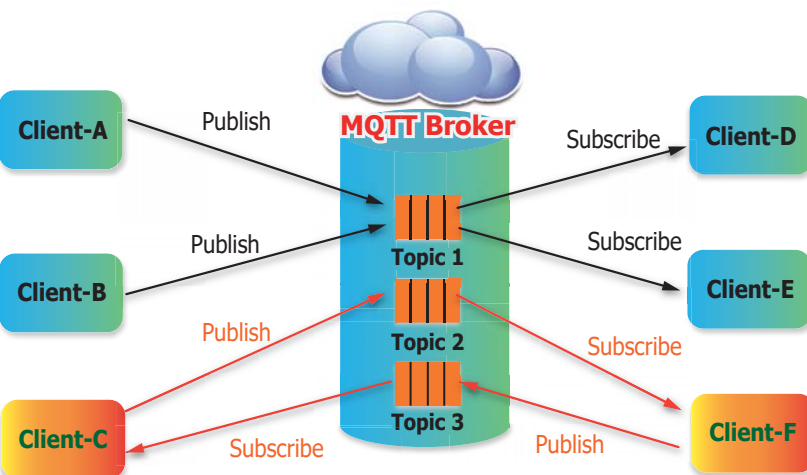 MQTT Broker
Client-A
Publish
Subscribe
Client-D
Publish
Topic 1
Subscribe
Client-B
Client-E
Publish
Topic 2
Subscribe
Client-C
Subscribe
Topic 3
Publish
Client-F